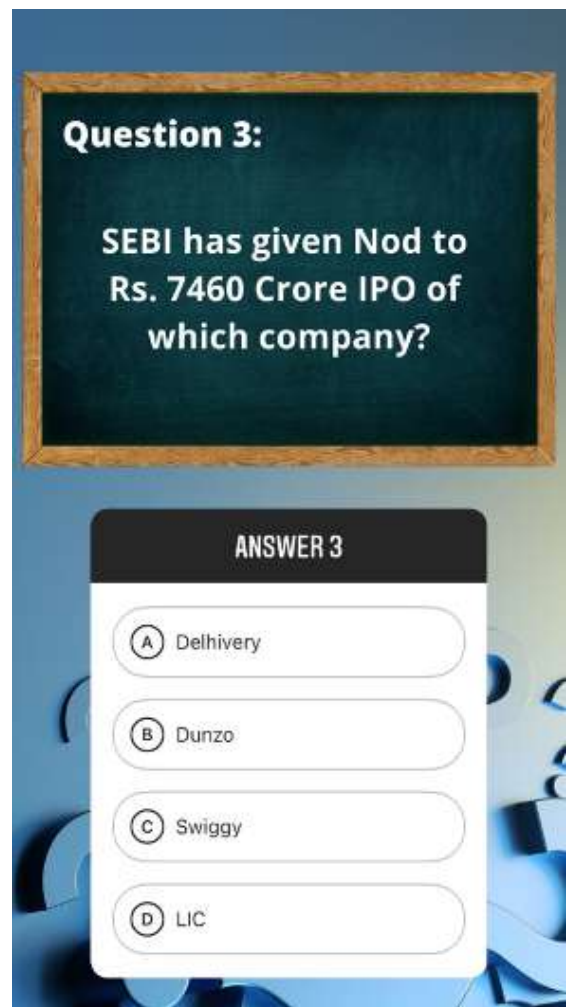 Question 3:
SEBI has given Nod to
Rs. 7460 Crore IPO of
which company?
ANSWER 3
A Delhivery
B Dunzo
C Swiggy
D LIC